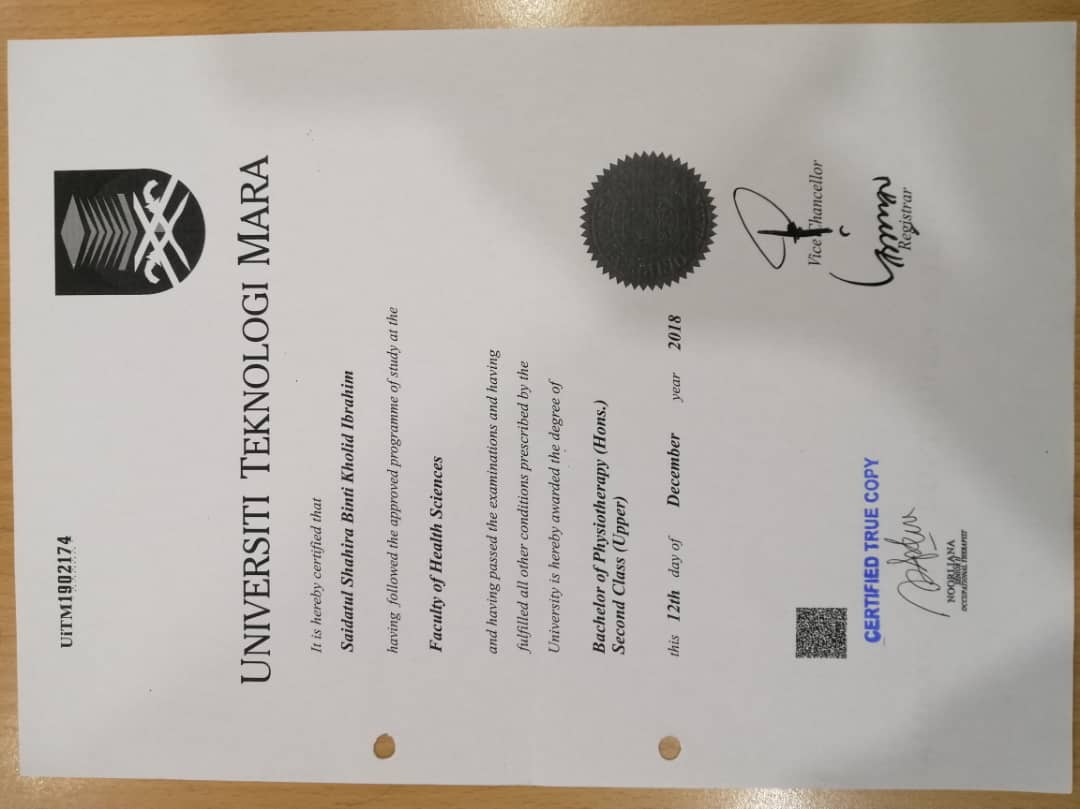 UiTM1902174
UNIVERSITI TEKNOLOGI MARA
It is hereby certified that
Saidatul Shahira Binti Kholid Ibrahim
having followed the approved programme of study at the
Faculty of Health Sciences
and having passed the examinations and having
fulfilled all other conditions prescribed by the
University is hereby awarded the degree of
Bachelor of Physiotherapy (Hons.)
Second Class (Upper)
this 12th day of December year 2018
Vice Chancellor
Registrar
CERTIFIED TRUE COPY
NOORLIANA
OCCUPATIONAL THERAPIST